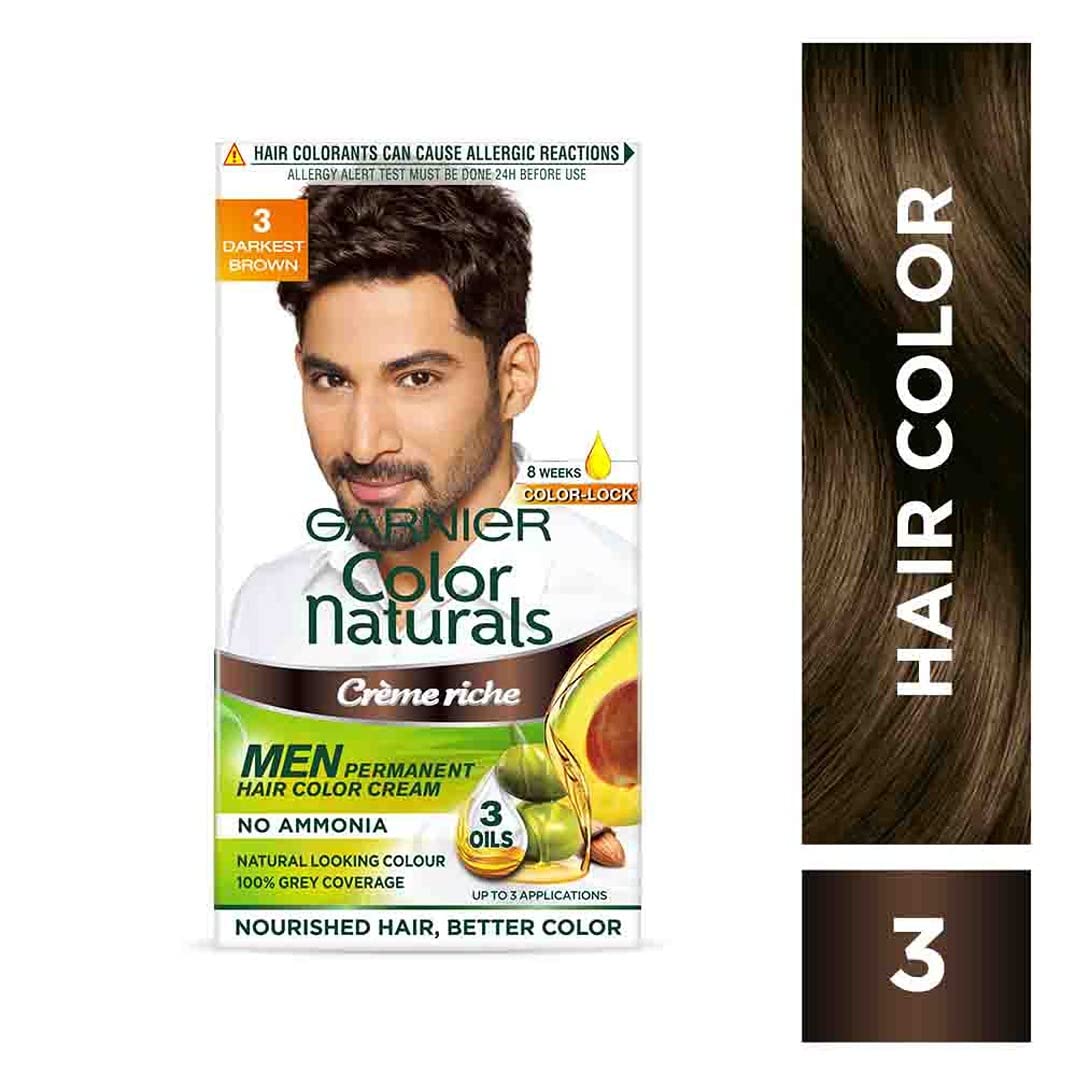 HAIR COLORANTS CAN CAUSE ALLERGIC REACTIONS
ALLERGY ALERT TEST MUST BE DONE 24H BEFORE USE
3
DARKEST
BROWN
8 WEEKS
COLOR-LOCK
GARNIER
Color
Naturals
Crème riche
MEN PERMANENT
HAIR COLOR CREAM
NO AMMONIA
3
OILS
NATURAL LOOKING COLOUR
100% GREY COVERAGE
UP TO 3 APPLICATIONS
NOURISHED HAIR, BETTER COLOR
HAIR COLOR
3